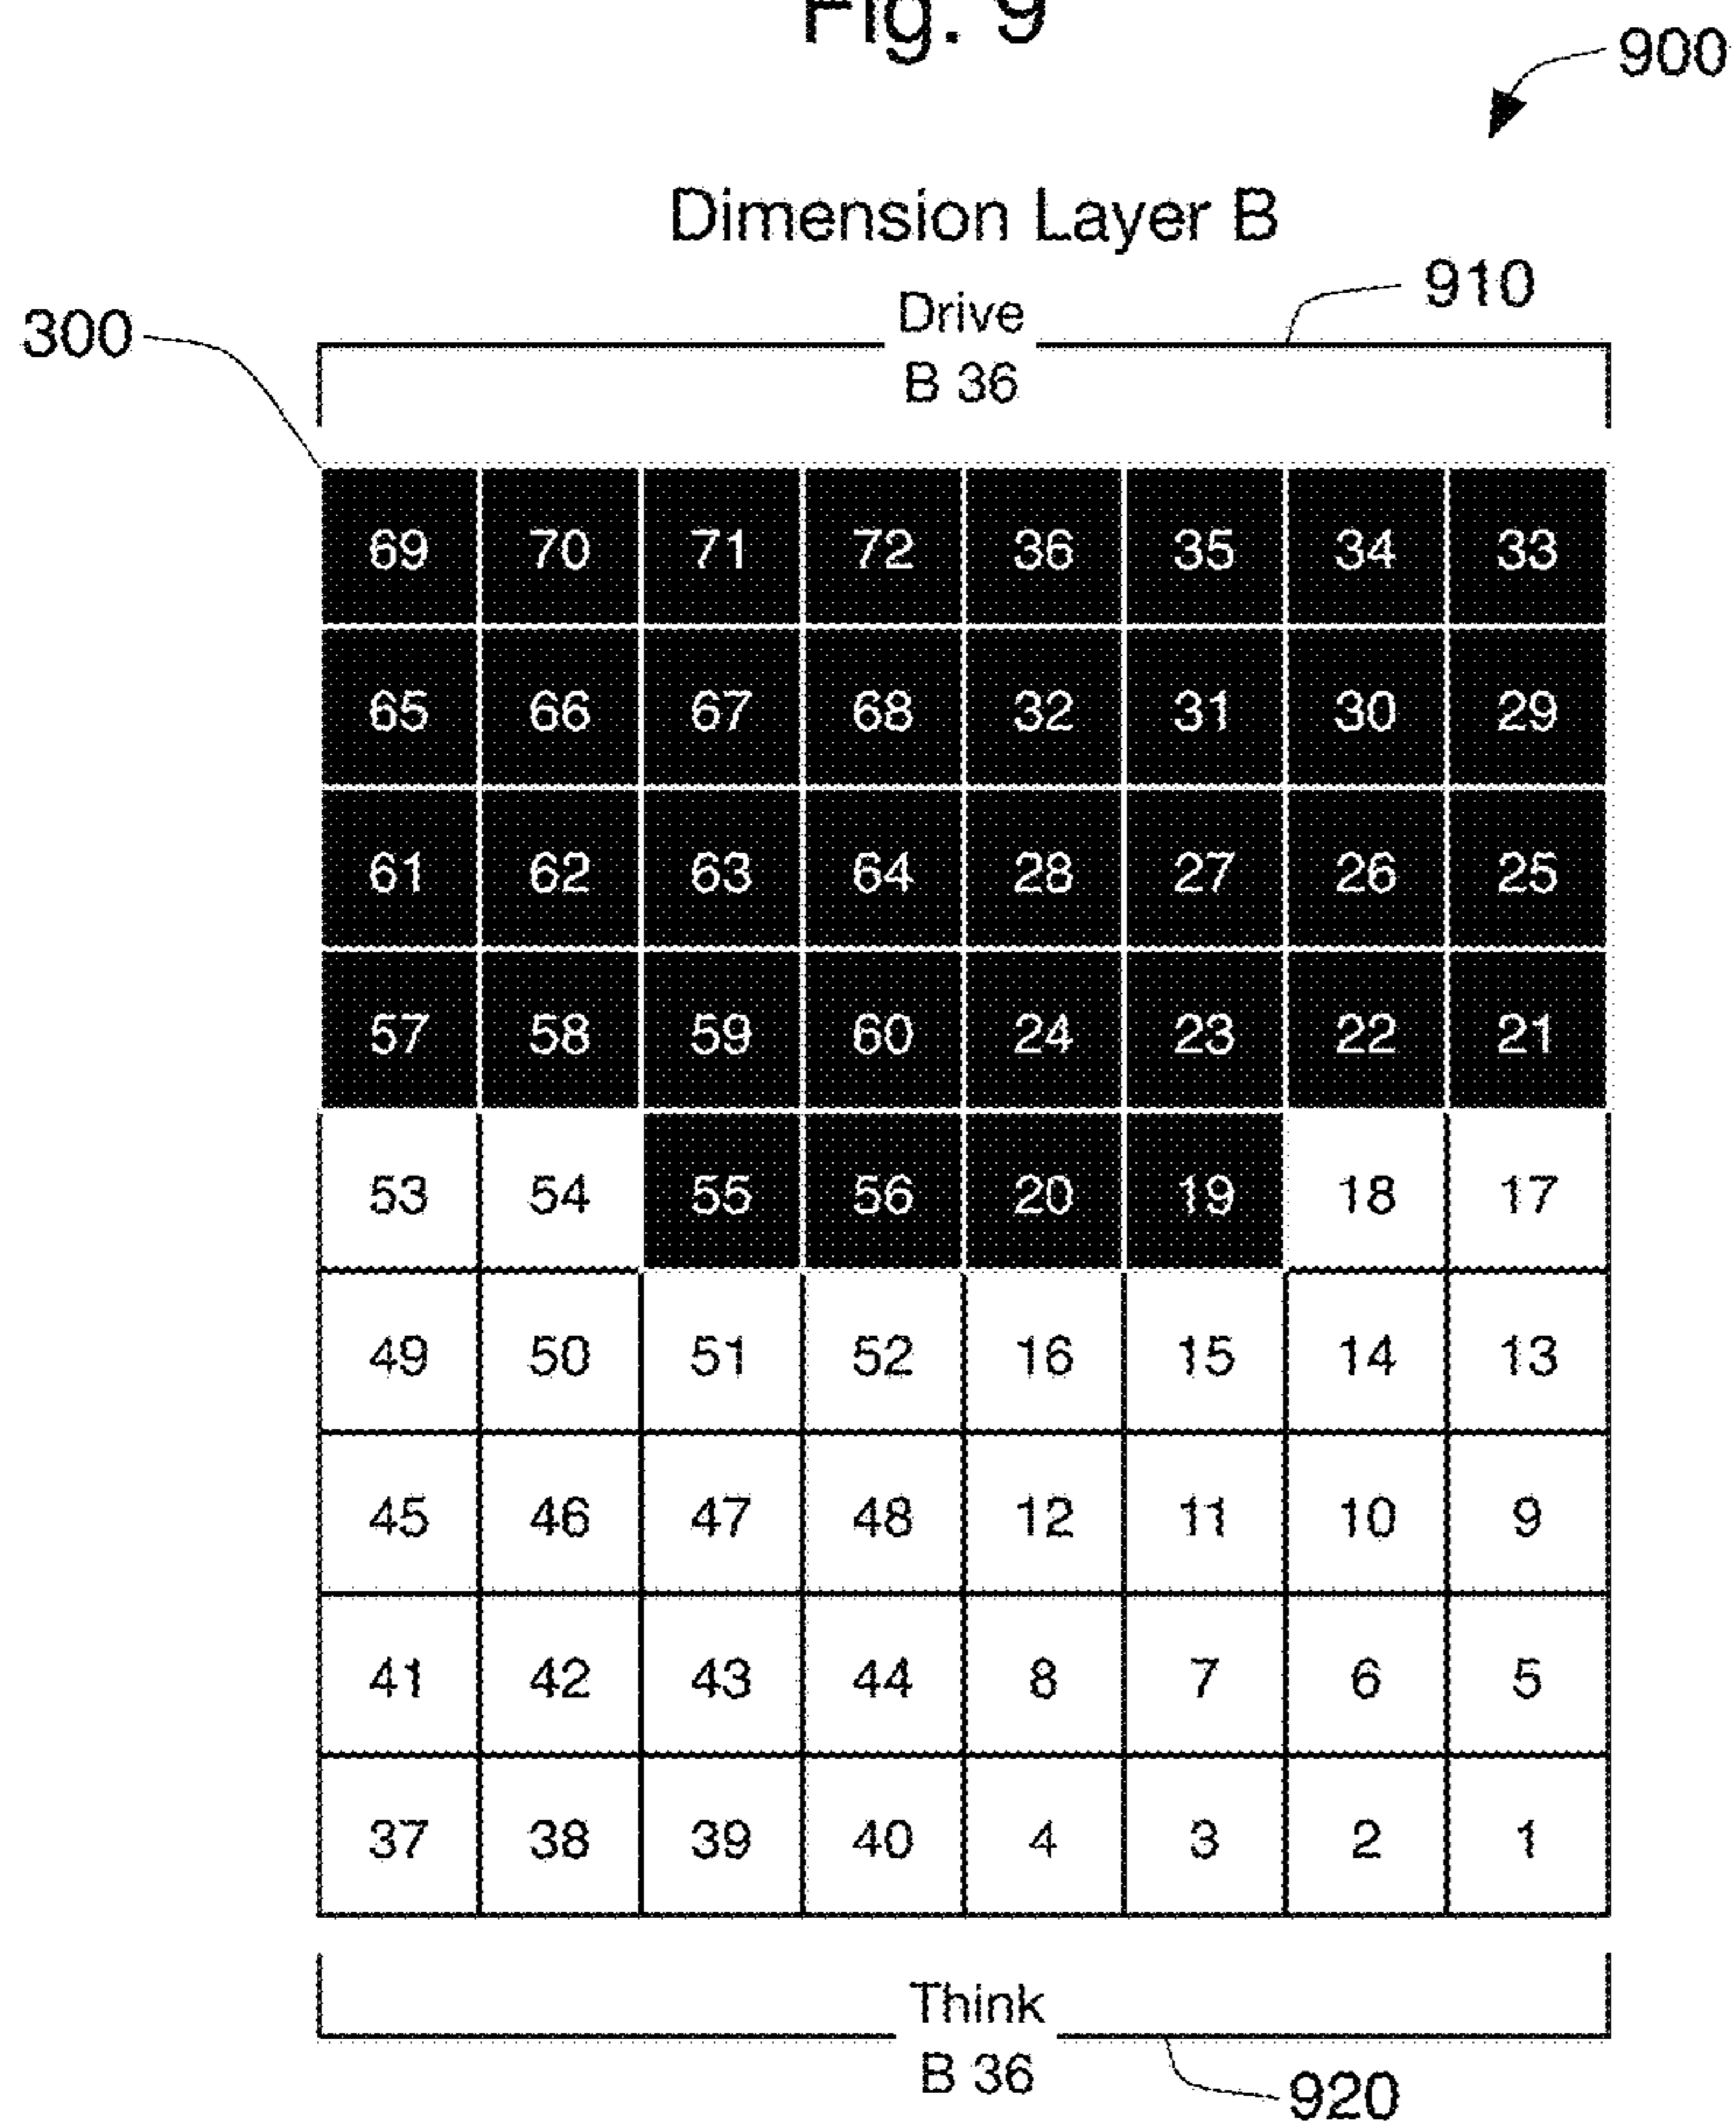 Fig. 9
900
Dimension Layer B
910
300
Drive
B 36
69 70 71 72 36 35 34 33
65 66 67 68 32 31 30 29
61 62 63 64 28 27 26 25
57 58 59 60 24 23 22 21
53 54 55 56 20 19 18 17
49 50 51 52 16 15 14 13
45 46 47 48 12 11 10 9
41 42 43 44 8 7 6 5
37 38 39 40 4 3 2 1
Think
B 36
920